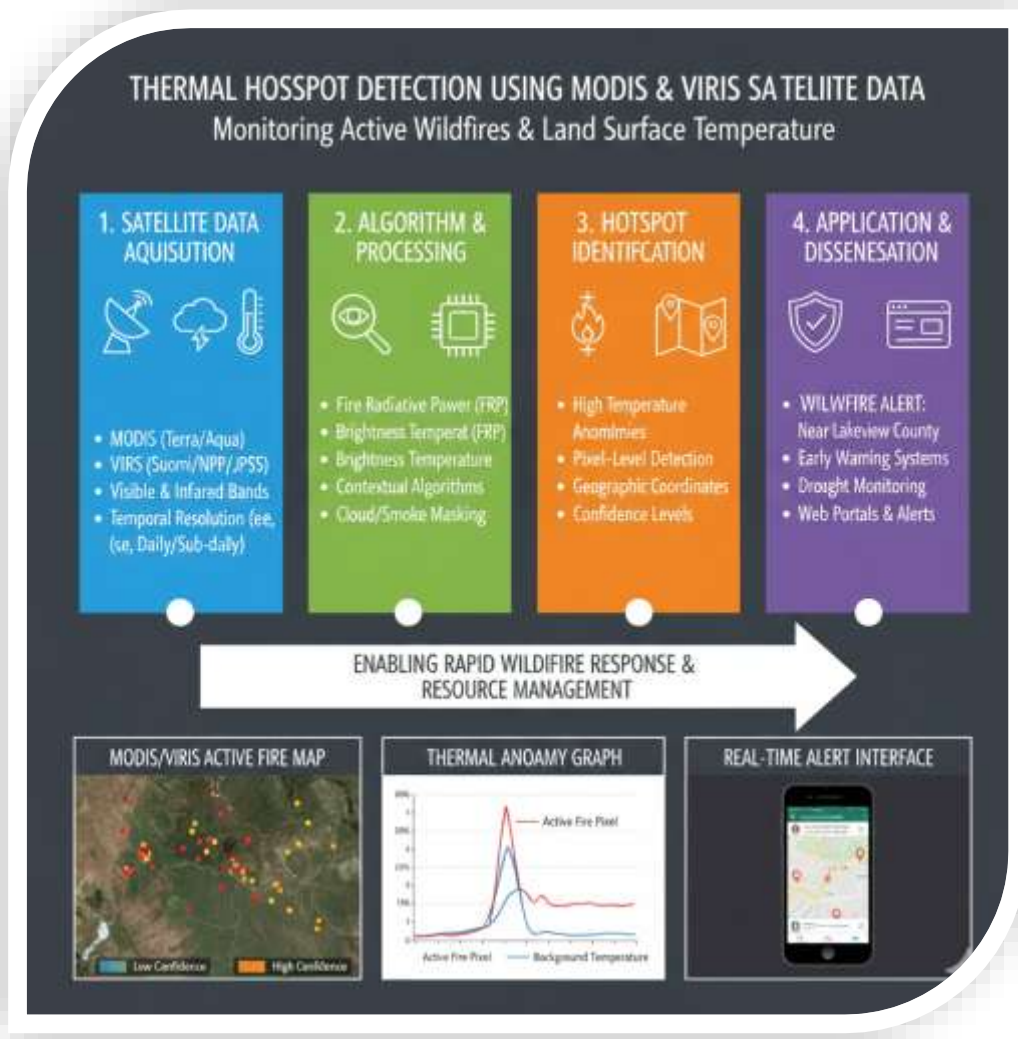 THERMAL HOSSPOT DETECTION USING MODIS & VIRIS SA TELIITE DATA
Monitoring Active Wildfires & Land Surface Temperature
1. SATELLITE DATA
AQUISUTION
• MODIS (Terra/Aqua)
• VIRS (Suomi/NPP/JPSS)
• Visible & Infared Bands
• Temporal Resolution (ee,
(se, Daily/Sub-daily)
2. ALGORITHM &
PROCESSING
• Fire Radiative Power (FRP)
• Brightness Temperat (FRP)
• Brightness Temperature
• Contextual Algorithms
• Cloud/Smoke Masking
3. HOTSPOT
IDENTIFCATION
• High Temperature
Anomimies
• Pixel-Level Detection
• Geographic Coordinates
• Confidence Levels
4. APPLICATION &
DISSENESATION
• WILWFIRE ALERT:
Near Lakeview County
• Early Warning Systems
• Drought Monitoring
• Web Portals & Alerts
ENABLING RAPID WILDIFIRE RESPONSE &
RESOURCE MANAGEMENT
MODIS/VIRIS ACTIVE FIRE MAP
Low Confidence
High Confidence
THERMAL ANOAMY GRAPH
Active Fire Pixel
Active Fire Pixel
Background Temperature
REAL-TIME ALERT INTERFACE